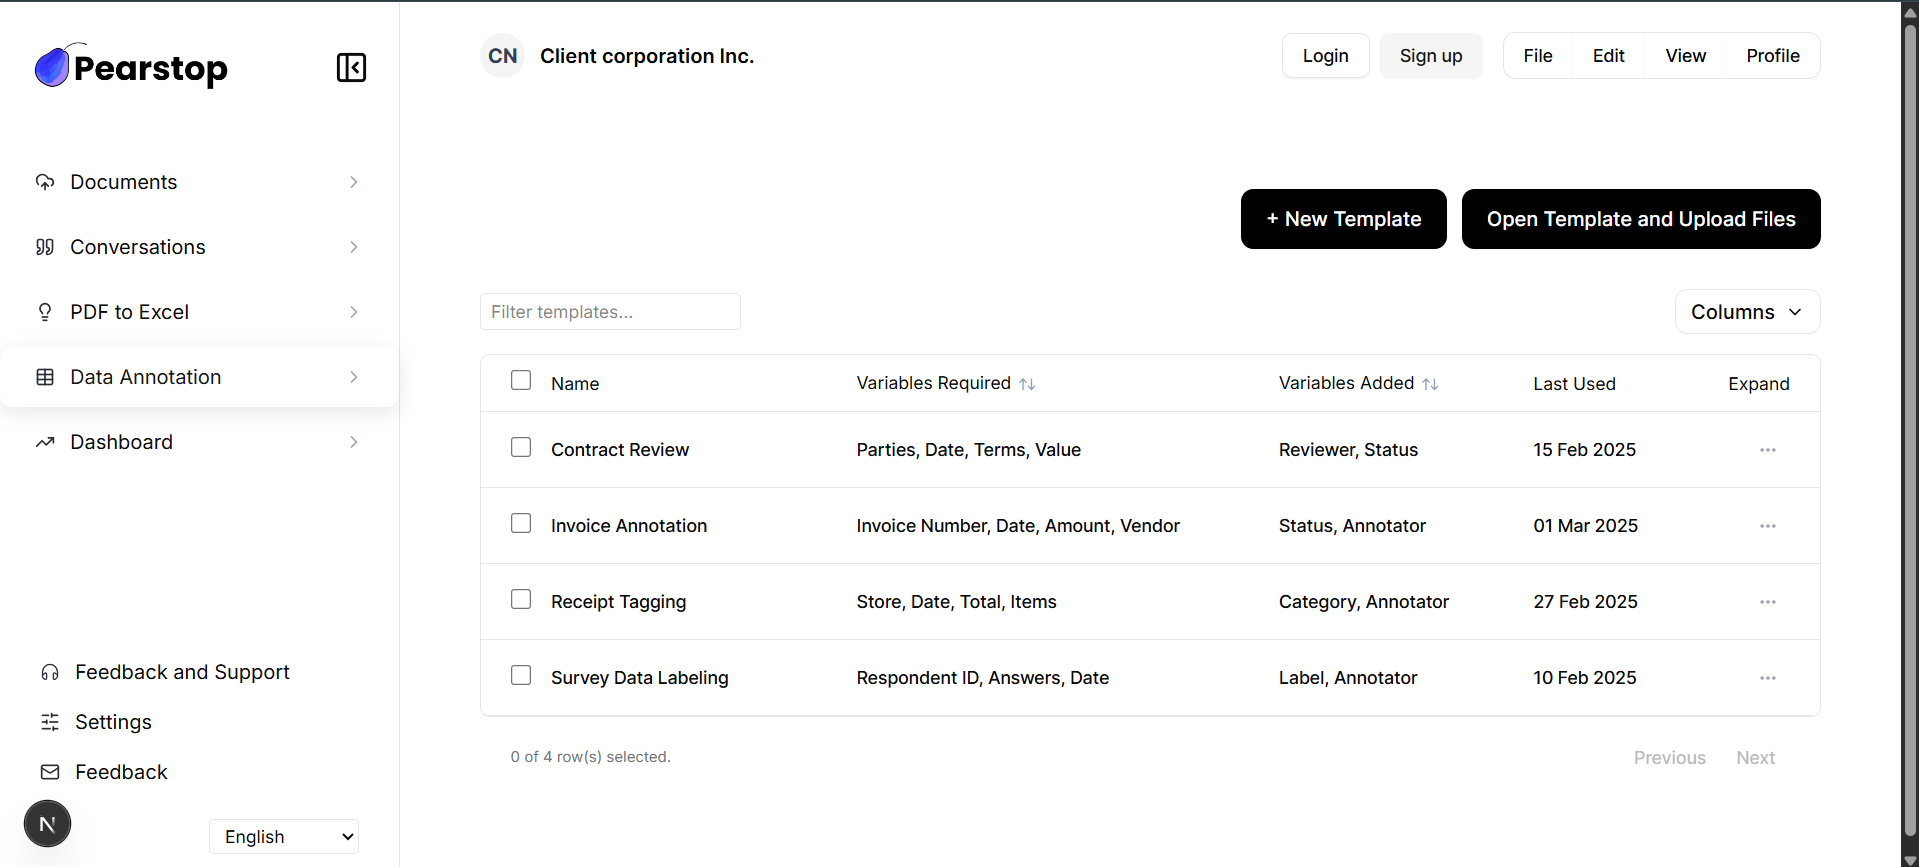 Pearstop
Documents
Conversations
PDF to Excel
Data Annotation
Dashboard
Feedback and Support
Settings
Feedback
N
English
CN Client corporation Inc.
Login Sign up File Edit View Profile
+ New Template Open Template and Upload Files
Filter templates... Columns
Name Variables Required Variables Added Last Used Expand
Contract Review Parties, Date, Terms, Value Reviewer, Status 15 Feb 2025 ···
Invoice Annotation Invoice Number, Date, Amount, Vendor Status, Annotator 01 Mar 2025 ···
Receipt Tagging Store, Date, Total, Items Category, Annotator 27 Feb 2025 ···
Survey Data Labeling Respondent ID, Answers, Date Label, Annotator 10 Feb 2025 ···
0 of 4 row(s) selected. Previous Next